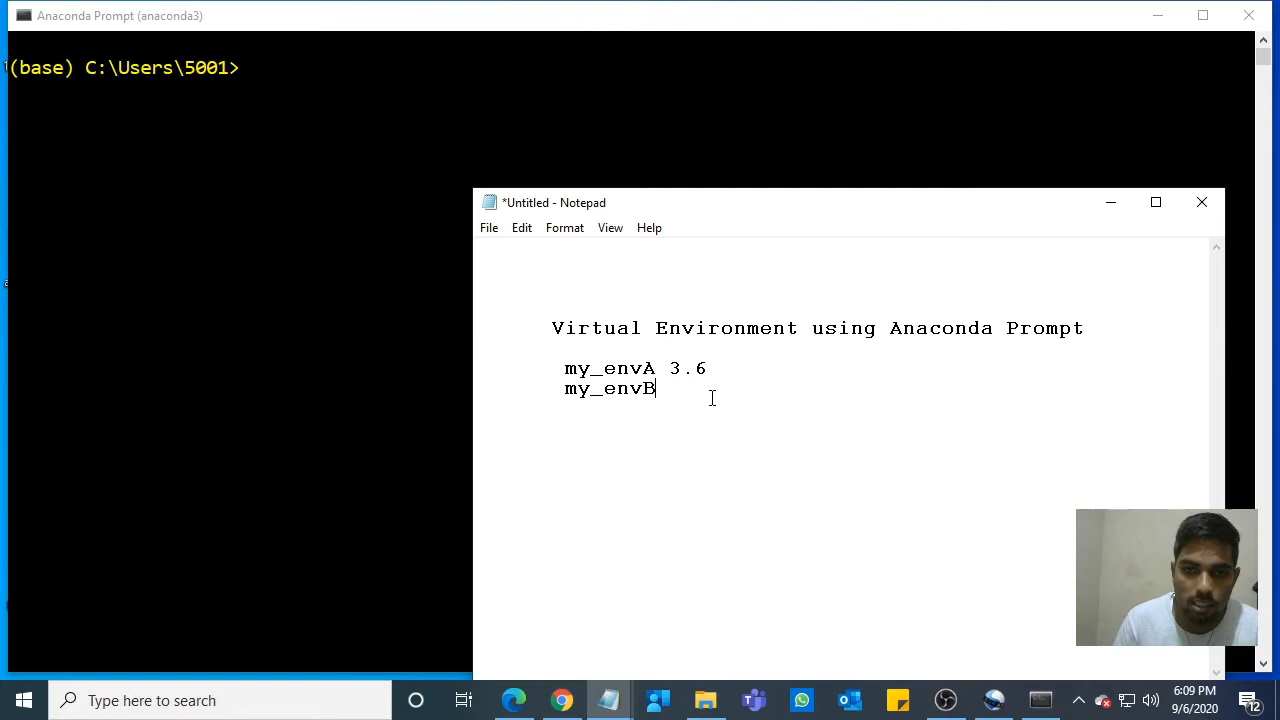 Anaconda Prompt (anaconda3)
(base) C:\Users\5001>
*Untitled - Notepad
File Edit Format View Help
Virtual Environment using Anaconda Prompt
my_envA 3.6
my_envB
Type here to search
6:09 PM
9/6/2020
12